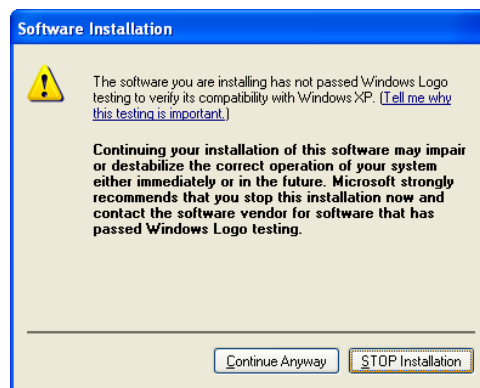 Software Installation
The software you are installing has not passed Windows Logo
testing to verify its compatibility with Windows XP. (Tell me why
this testing is important.)
Continuing your installation of this software may impair
or destabilize the correct operation of your system
either immediately or in the future. Microsoft strongly
recommends that you stop this installation now and
contact the software vendor for software that has
passed Windows Logo testing.
Continue Anyway
STOP Installation